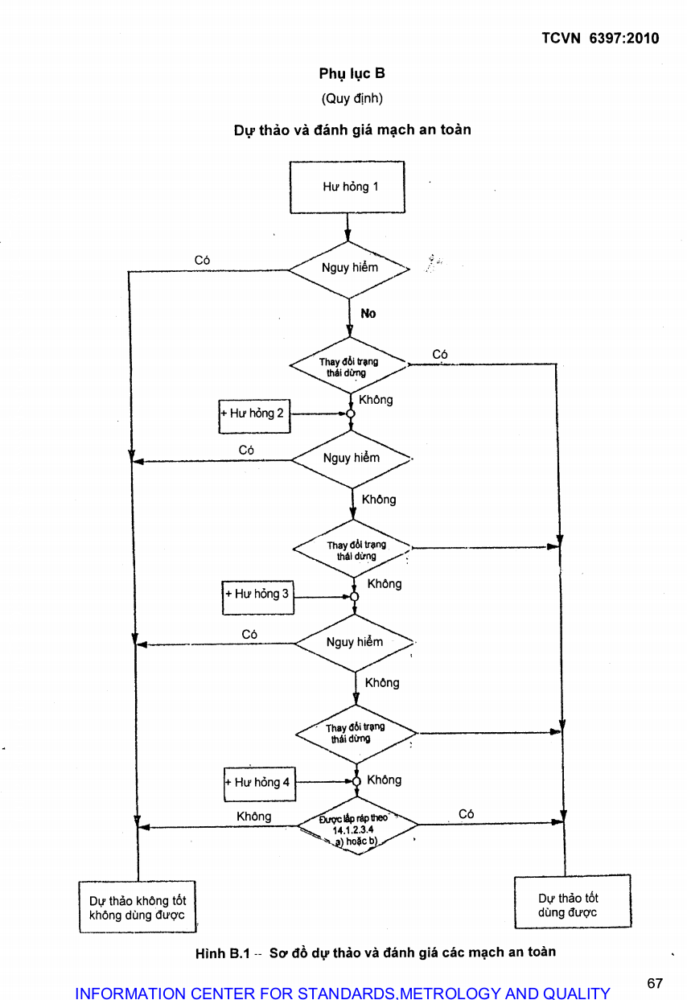 TCVN 6397:2010
Phụ lục B
(Quy định)
Dự thảo và đánh giá mạch an toàn
Hư hỏng 1
Có
Nguy hiểm
No
Thay đổi trạng
thái dừng
Có
Không
+ Hư hỏng 2
Có
Nguy hiểm
Không
Thay đổi trạng
thái dừng
Không
+ Hư hỏng 3
Có
Nguy hiểm
Không
Thay đổi trạng
thái dừng
+ Hư hỏng 4
Không
Không
Được lắp ráp theo
14.1.2.3.4
a) hoặc b)
Có
Dự thảo không tốt
không dùng được
Dự thảo tốt
dùng được
Hình B.1 -- Sơ đồ dự thảo và đánh giá các mạch an toàn
67
INFORMATION CENTER FOR STANDARDS,METROLOGY AND QUALITY